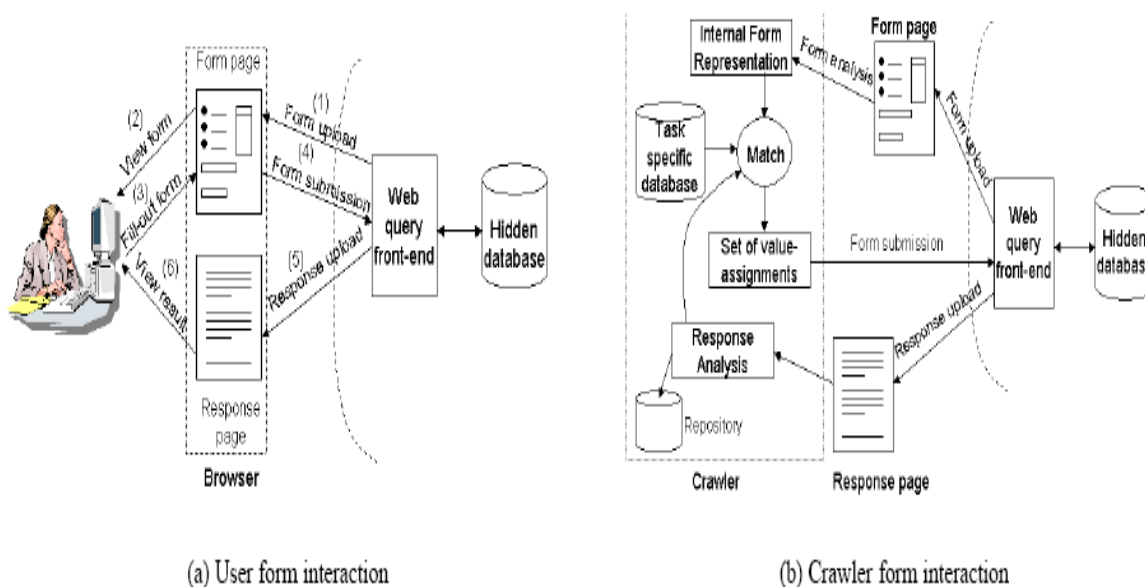 Form page
(1)
Form upload
(2)
View form
(3)
Fill-out form
(4)
Form submission
(5)
Response upload
(6)
View result
Web
query
front-end
Hidden
database
Response
page
Browser
(a) User form interaction
Internal Form
Representation
Form analysis
Form page
Form upload
Task
specific
database
Match
Set of value-
assignments
Form submission
Web
query
front-end
Hidden
database
Response upload
Response
Analysis
Repository
Crawler
Response page
(b) Crawler form interaction